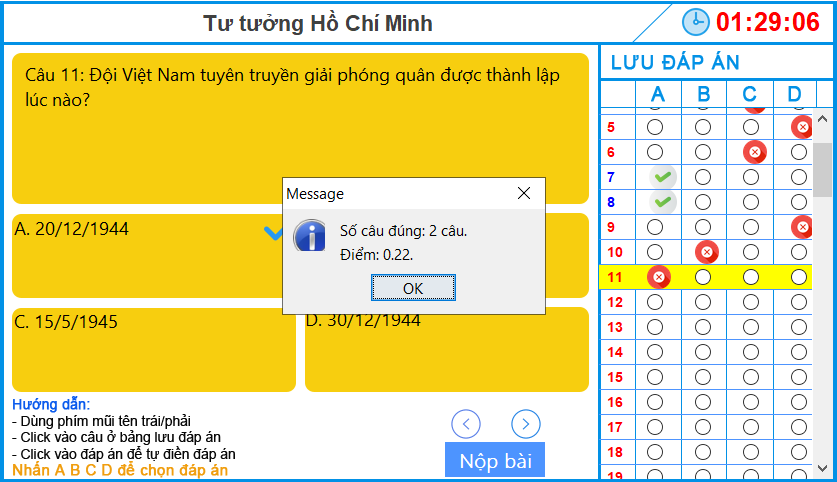 Tư tưởng Hồ Chí Minh
01:29:06
Câu 11: Đội Việt Nam tuyên truyền giải phóng quân được thành lập
lúc nào?
A. 20/12/1944
C. 15/5/1945
D. 30/12/1944
Message
Số câu đúng: 2 câu.
Điểm: 0.22.
OK
Hướng dẫn:
- Dùng phím mũi tên trái/phải
- Click vào câu ở bảng lưu đáp án
- Click vào đáp án để tự điền đáp án
Nhấn A B C D để chọn đáp án
Nộp bài
LƯU ĐÁP ÁN
A B C D
5
6
7
8
9
10
11
12
13
14
15
16
17
18
19